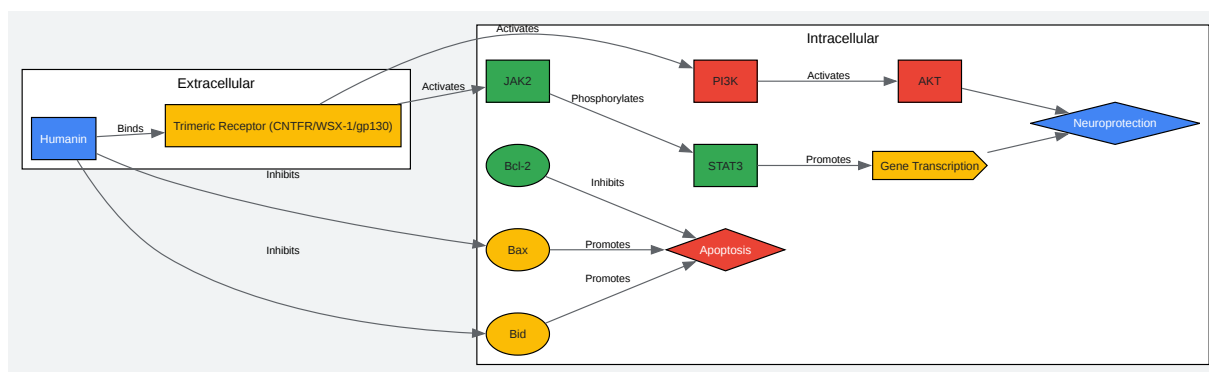 Activates
Intracellular
Extracellular
JAK2
PI3K
Activates
AKT
Activates
Phosphorylates
Trimeric Receptor (CNTFR/WSX-1/gp130)
Binds
Humanin
Neuroprotection
Bcl-2
STAT3
Promotes
Gene Transcription
Inhibits
Inhibits
Bax
Promotes
Apoptosis
Inhibits
Promotes
Bid